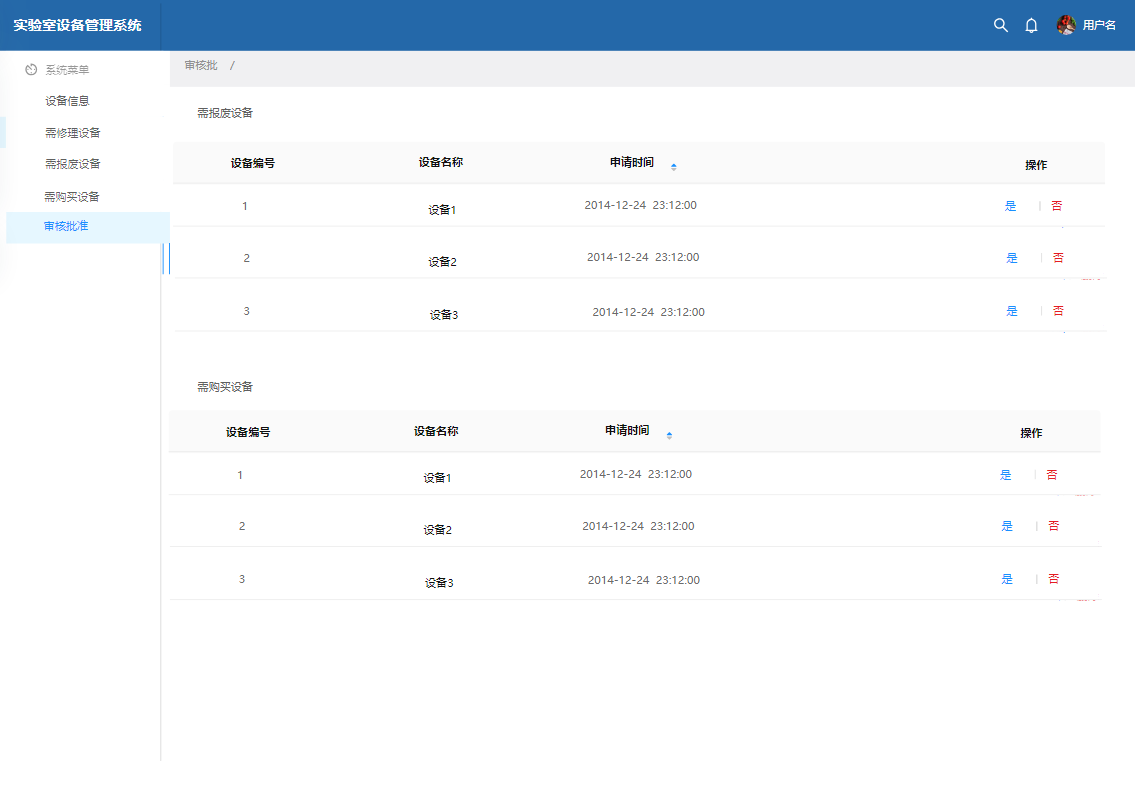 实验室设备管理系统
用户名
系统菜单
设备信息
需修理设备
需报废设备
需购买设备
审核批准
审核批 /
需报废设备
设备编号 设备名称 申请时间 操作
1 设备1 2014-12-24 23:12:00 是 | 否
2 设备2 2014-12-24 23:12:00 是 | 否
3 设备3 2014-12-24 23:12:00 是 | 否
需购买设备
设备编号 设备名称 申请时间 操作
1 设备1 2014-12-24 23:12:00 是 | 否
2 设备2 2014-12-24 23:12:00 是 | 否
3 设备3 2014-12-24 23:12:00 是 | 否